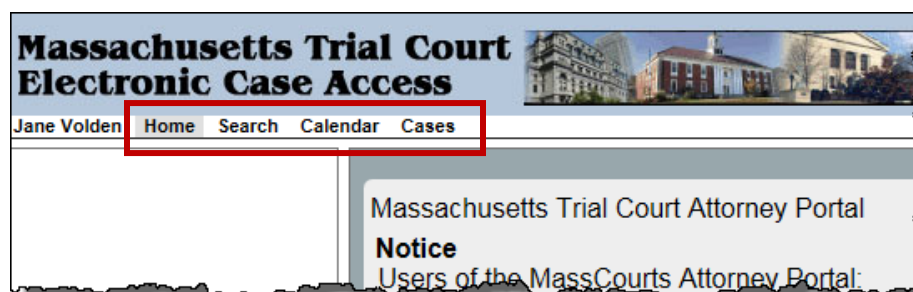 Massachusetts Trial Court
Electronic Case Access
Jane Volden Home Search Calendar Cases
Massachusetts Trial Court Attorney Portal
Notice
Users of the MassCourts Attorney Portal: